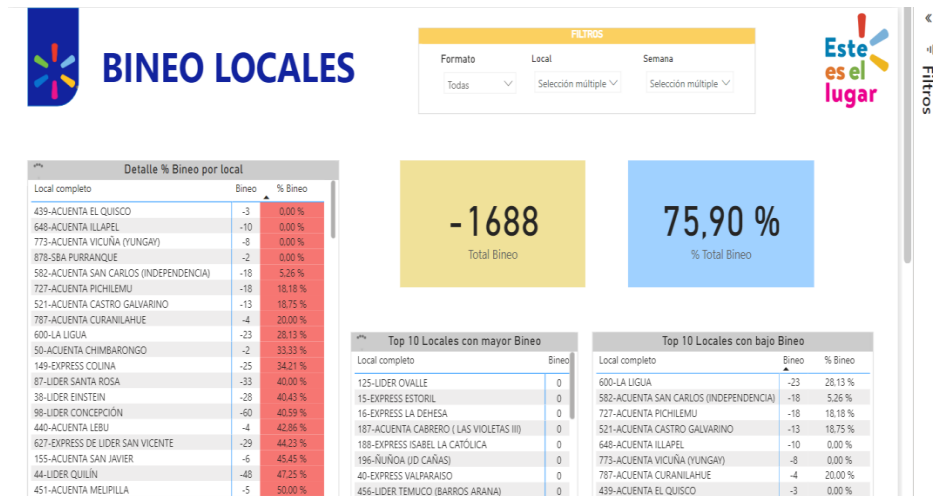 BINEO LOCALES
FILTROS
Formato Local Semana
Todas Selección múltiple Selección múltiple
Este
es el
lugar
Filtros
Detalle % Bineo por local
Local completo Bineo % Bineo
439-ACUENTA EL QUISCO -3 0,00 %
648-ACUENTA ILLAPEL -10 0,00 %
773-ACUENTA VICUÑA (YUNGAY) -8 0,00 %
878-SBA PURRANQUE -2 0,00 %
582-ACUENTA SAN CARLOS (INDEPENDENCIA) -18 5,26 %
727-ACUENTA PICHILEMU -18 18,18 %
521-ACUENTA CASTRO GALVARINO -13 18,75 %
787-ACUENTA CURANILAHUE -4 20,00 %
600-LA LIGUA -23 28,13 %
50-ACUENTA CHIMBARONGO -2 33,33 %
149-EXPRESS COLINA -25 34,21 %
87-LIDER SANTA ROSA -33 40,00 %
38-LIDER EINSTEIN -28 40,43 %
98-LIDER CONCEPCIÓN -60 40,59 %
440-ACUENTA LEBU -4 42,86 %
627-EXPRESS DE LIDER SAN VICENTE -29 44,23 %
155-ACUENTA SAN JAVIER -6 45,45 %
44-LIDER QUILÍN -48 47,25 %
451-ACUENTA MELIPILLA -5 50,00 %
-1688
Total Bineo
75,90 %
% Total Bineo
Top 10 Locales con mayor Bineo
Local completo Bineo
125-LIDER OVALLE 0
15-EXPRESS ESTORIL 0
16-EXPRESS LA DEHESA 0
187-ACUENTA CABRERO ( LAS VIOLETAS III) 0
188-EXPRESS ISABEL LA CATÓLICA 0
196-ÑUÑOA (JD CAÑAS) 0
40-EXPRESS VALPARAISO 0
456-LIDER TEMUCO (BARROS ARANA) 0
Top 10 Locales con bajo Bineo
Local completo Bineo % Bineo
600-LA LIGUA -23 28,13 %
582-ACUENTA SAN CARLOS (INDEPENDENCIA) -18 5,26 %
727-ACUENTA PICHILEMU -18 18,18 %
521-ACUENTA CASTRO GALVARINO -13 18,75 %
648-ACUENTA ILLAPEL -10 0,00 %
773-ACUENTA VICUÑA (YUNGAY) -8 0,00 %
787-ACUENTA CURANILAHUE -4 20,00 %
439-ACUENTA EL QUISCO -3 0,00 %